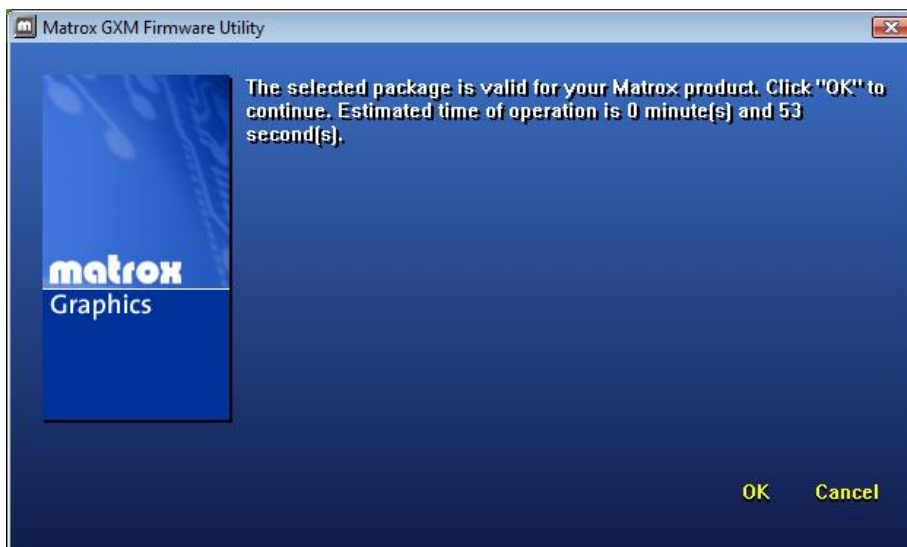 Matrox GXM Firmware Utility
The selected package is valid for your Matrox product. Click "OK" to
continue. Estimated time of operation is 0 minute(s) and 53
second(s).
matrox
Graphics
OK Cancel